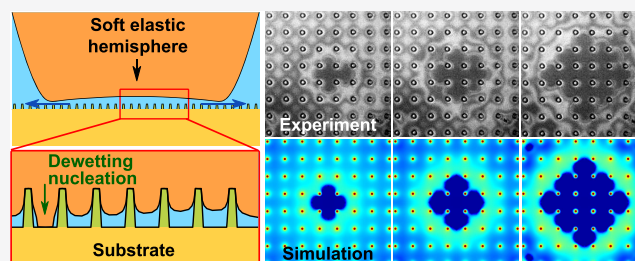 Soft elastic
hemisphere
Dewetting
nucleation
Substrate
Experiment
Simulation